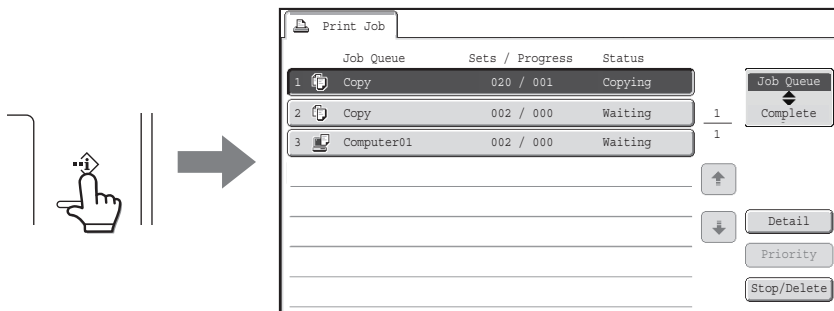 Print Job
Job Queue Sets / Progress Status
1 Copy 020 / 001 Copying
2 Copy 002 / 000 Waiting
3 Computer01 002 / 000 Waiting
1
1
Job Queue
Complete
Detail
Priority
Stop/Delete